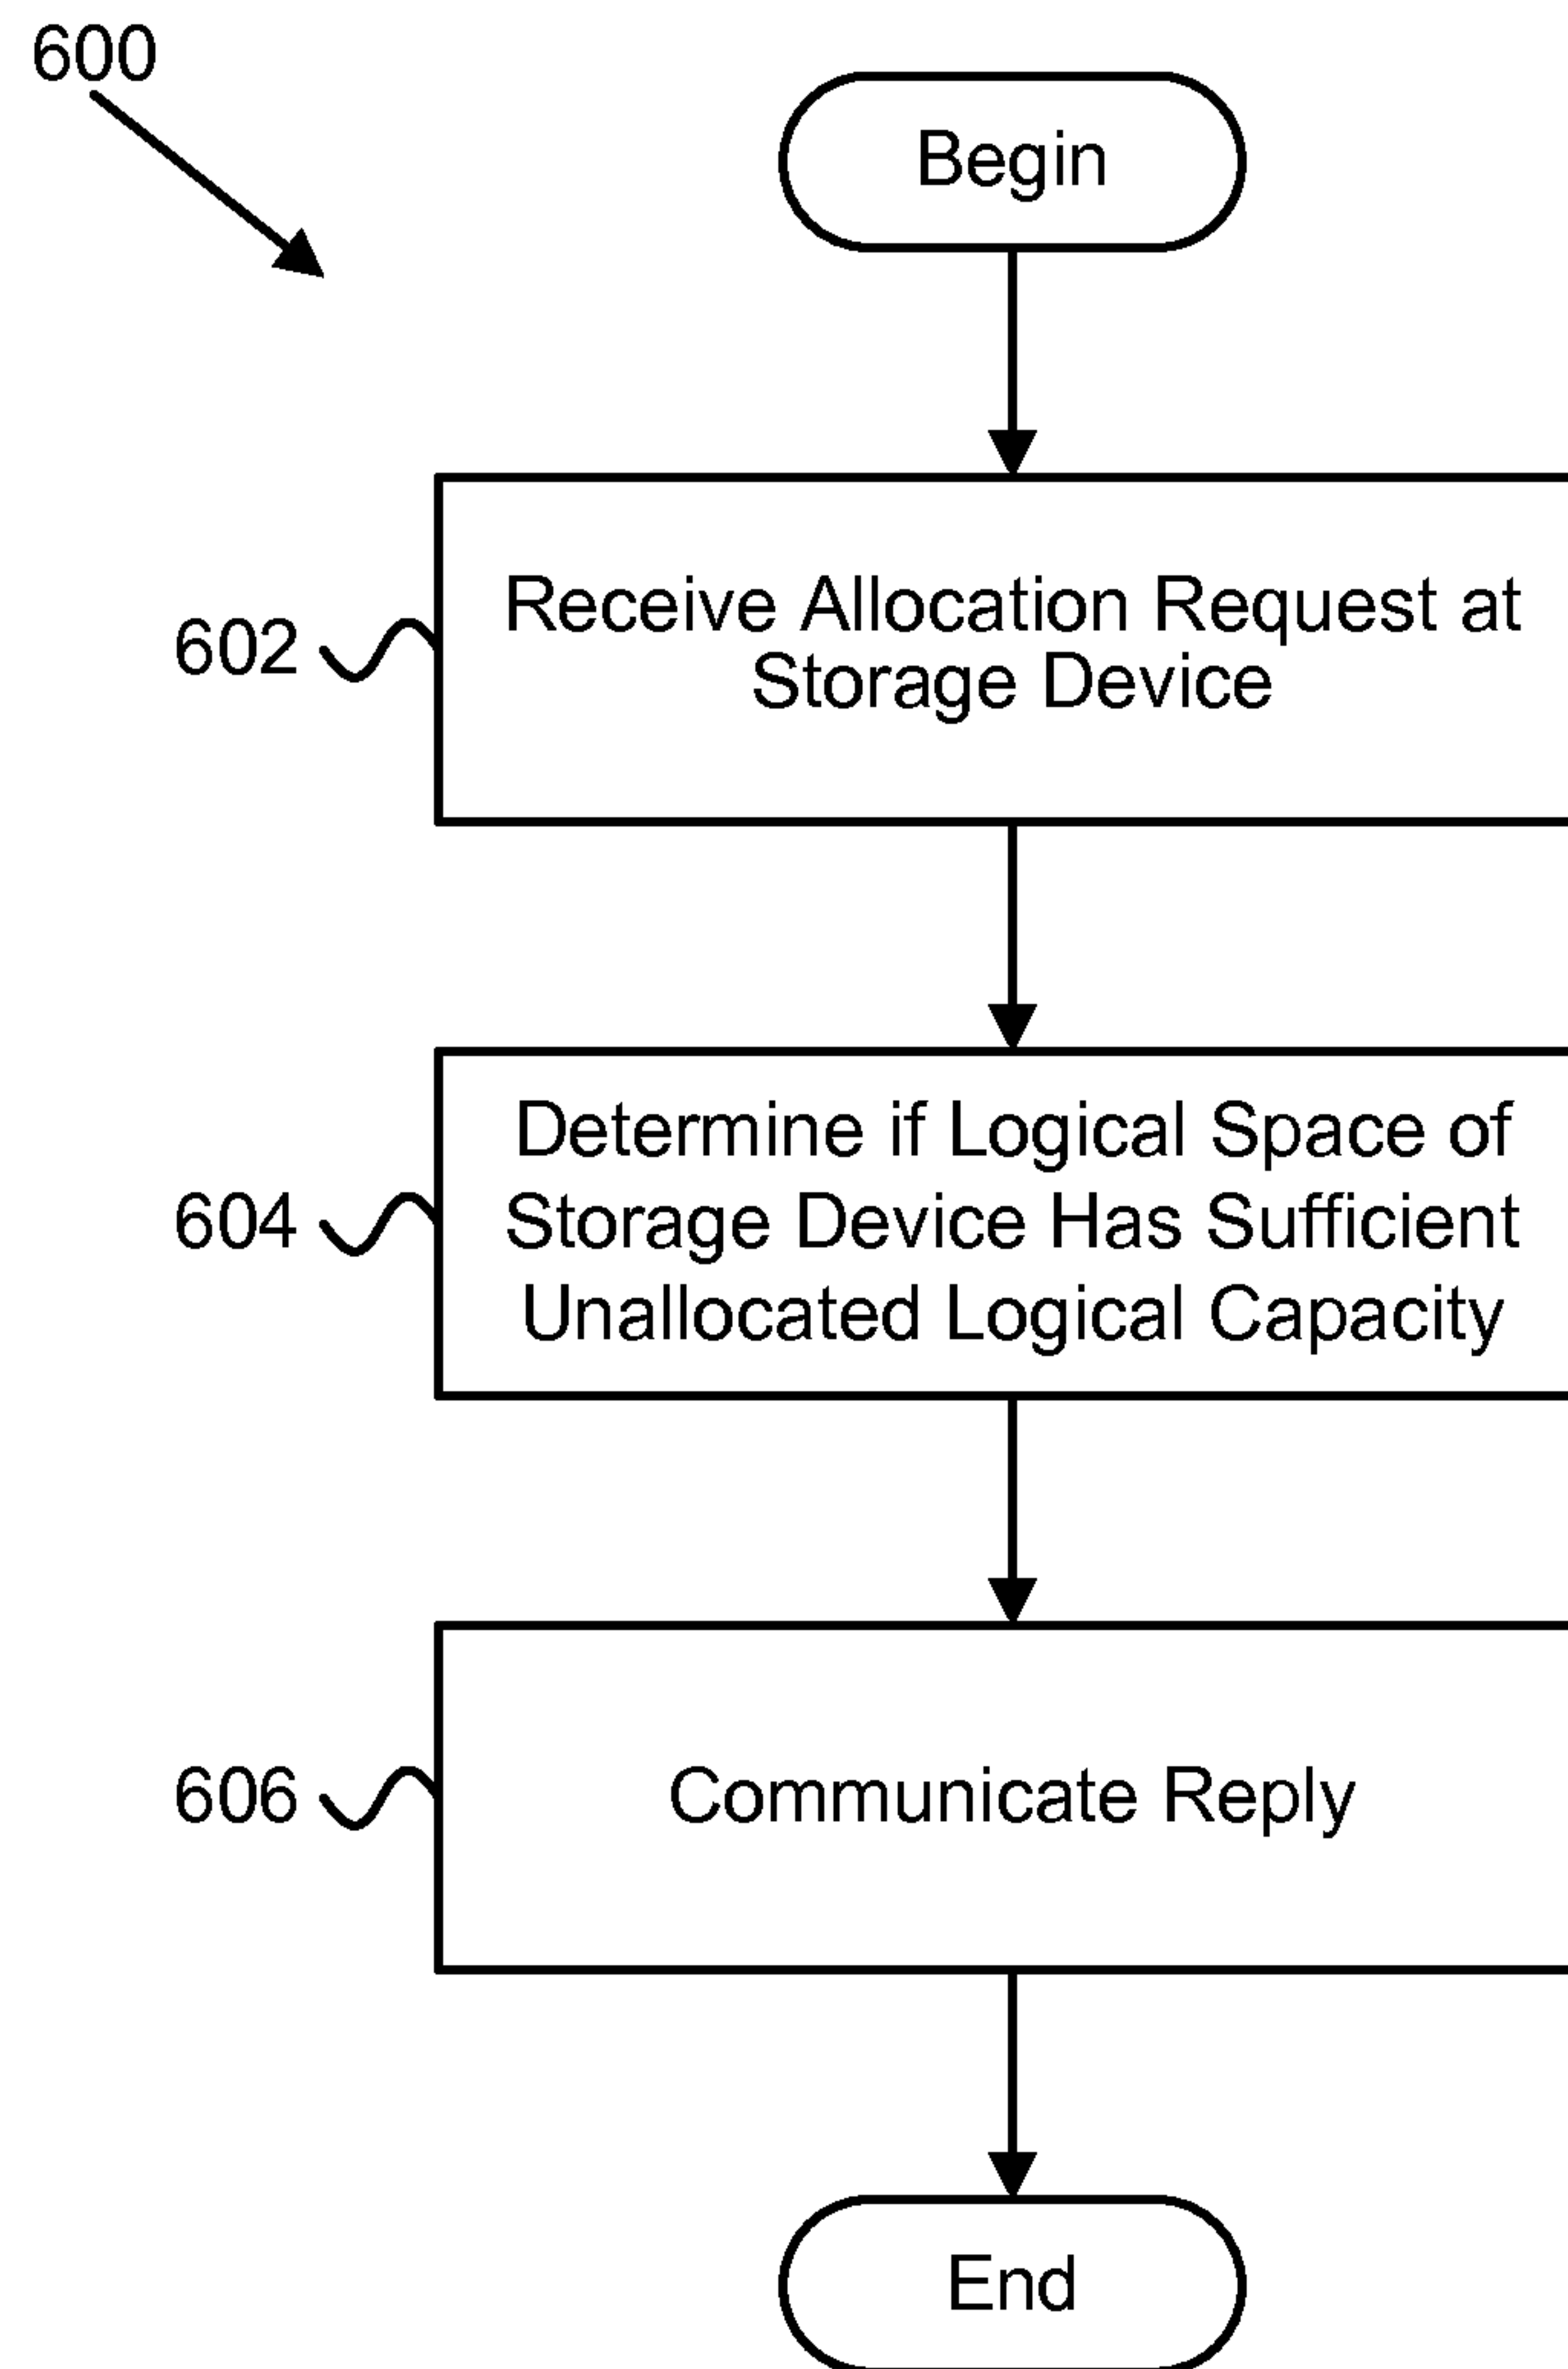 600
Begin
602
Receive Allocation Request at
Storage Device
604
Determine if Logical Space of
Storage Device Has Sufficient
Unallocated Logical Capacity
606
Communicate Reply
End